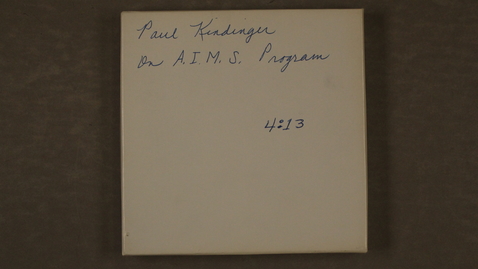 Paul Kindinger
On A.I.M.S. Program
4:13